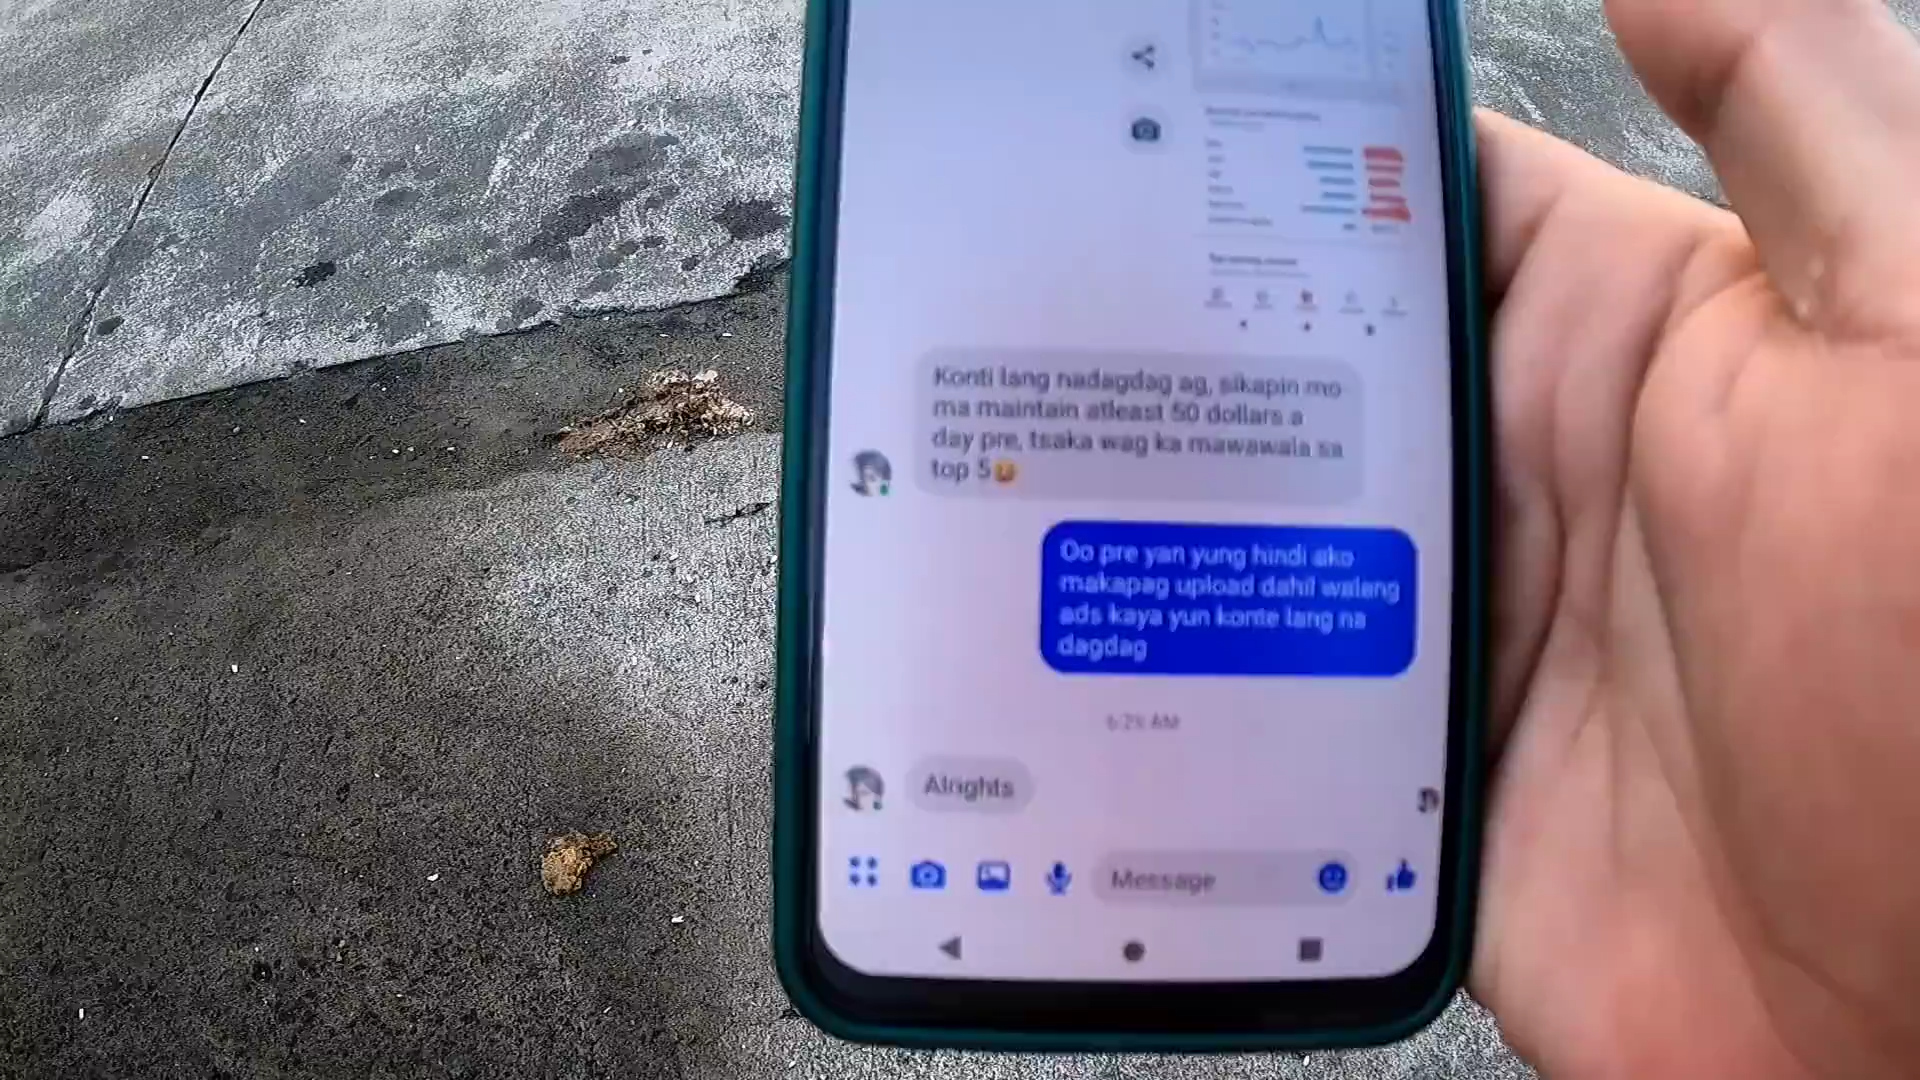 Konti lang nadagdag ag, sikapin mo
ma maintain atleast 50 dollars a
day pre, tsaka wag ka mawawala sa
top 5
Oo pre yan yung hindi ako
makapag upload dahil walang
ads kaya yun konte lang na
dagdag
AM
Alrights
Message